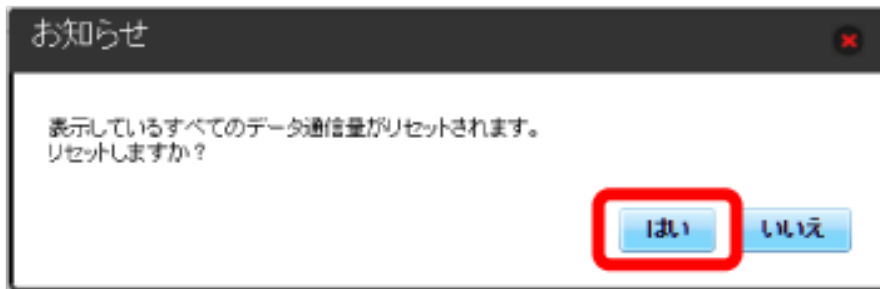 お知らせ
表示しているすべてのデータ通信量がリセットされます。
リセットしますか？
はい いいえ